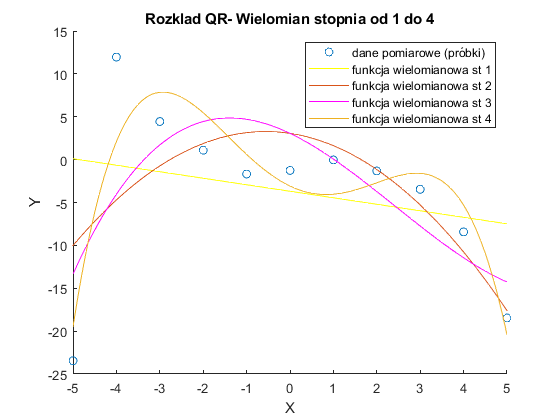 Rozklad QR- Wielomian stopnia od 1 do 4
dane pomiarowe (próbki)
funkcja wielomianowa st 1
funkcja wielomianowa st 2
funkcja wielomianowa st 3
funkcja wielomianowa st 4
15
10
5
0
-5
-10
-15
-20
-25
Y
-5 -4 -3 -2 -1 0 1 2 3 4 5
X